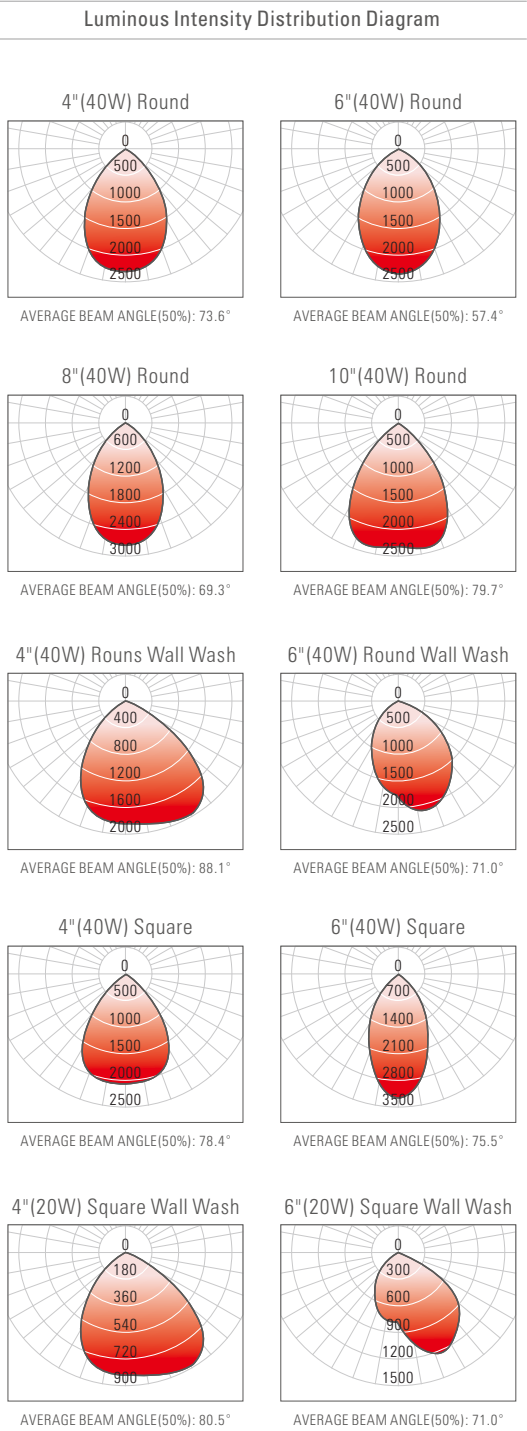 Luminous Intensity Distribution Diagram
4"(40W) Round
0
500
1000
1500
2000
2500
AVERAGE BEAM ANGLE(50%): 73.6°
6"(40W) Round
0
500
1000
1500
2000
2500
AVERAGE BEAM ANGLE(50%): 57.4°
8"(40W) Round
0
600
1200
1800
2400
3000
AVERAGE BEAM ANGLE(50%): 69.3°
10"(40W) Round
0
500
1000
1500
2000
2500
AVERAGE BEAM ANGLE(50%): 79.7°
4"(40W) Rouns Wall Wash
0
400
800
1200
1600
2000
AVERAGE BEAM ANGLE(50%): 88.1°
6"(40W) Round Wall Wash
0
500
1000
1500
2000
2500
AVERAGE BEAM ANGLE(50%): 71.0°
4"(40W) Square
0
500
1000
1500
2000
2500
AVERAGE BEAM ANGLE(50%): 78.4°
6"(40W) Square
0
700
1400
2100
2800
3500
AVERAGE BEAM ANGLE(50%): 75.5°
4"(20W) Square Wall Wash
0
180
360
540
720
900
AVERAGE BEAM ANGLE(50%): 80.5°
6"(20W) Square Wall Wash
0
300
600
900
1200
1500
AVERAGE BEAM ANGLE(50%): 71.0°